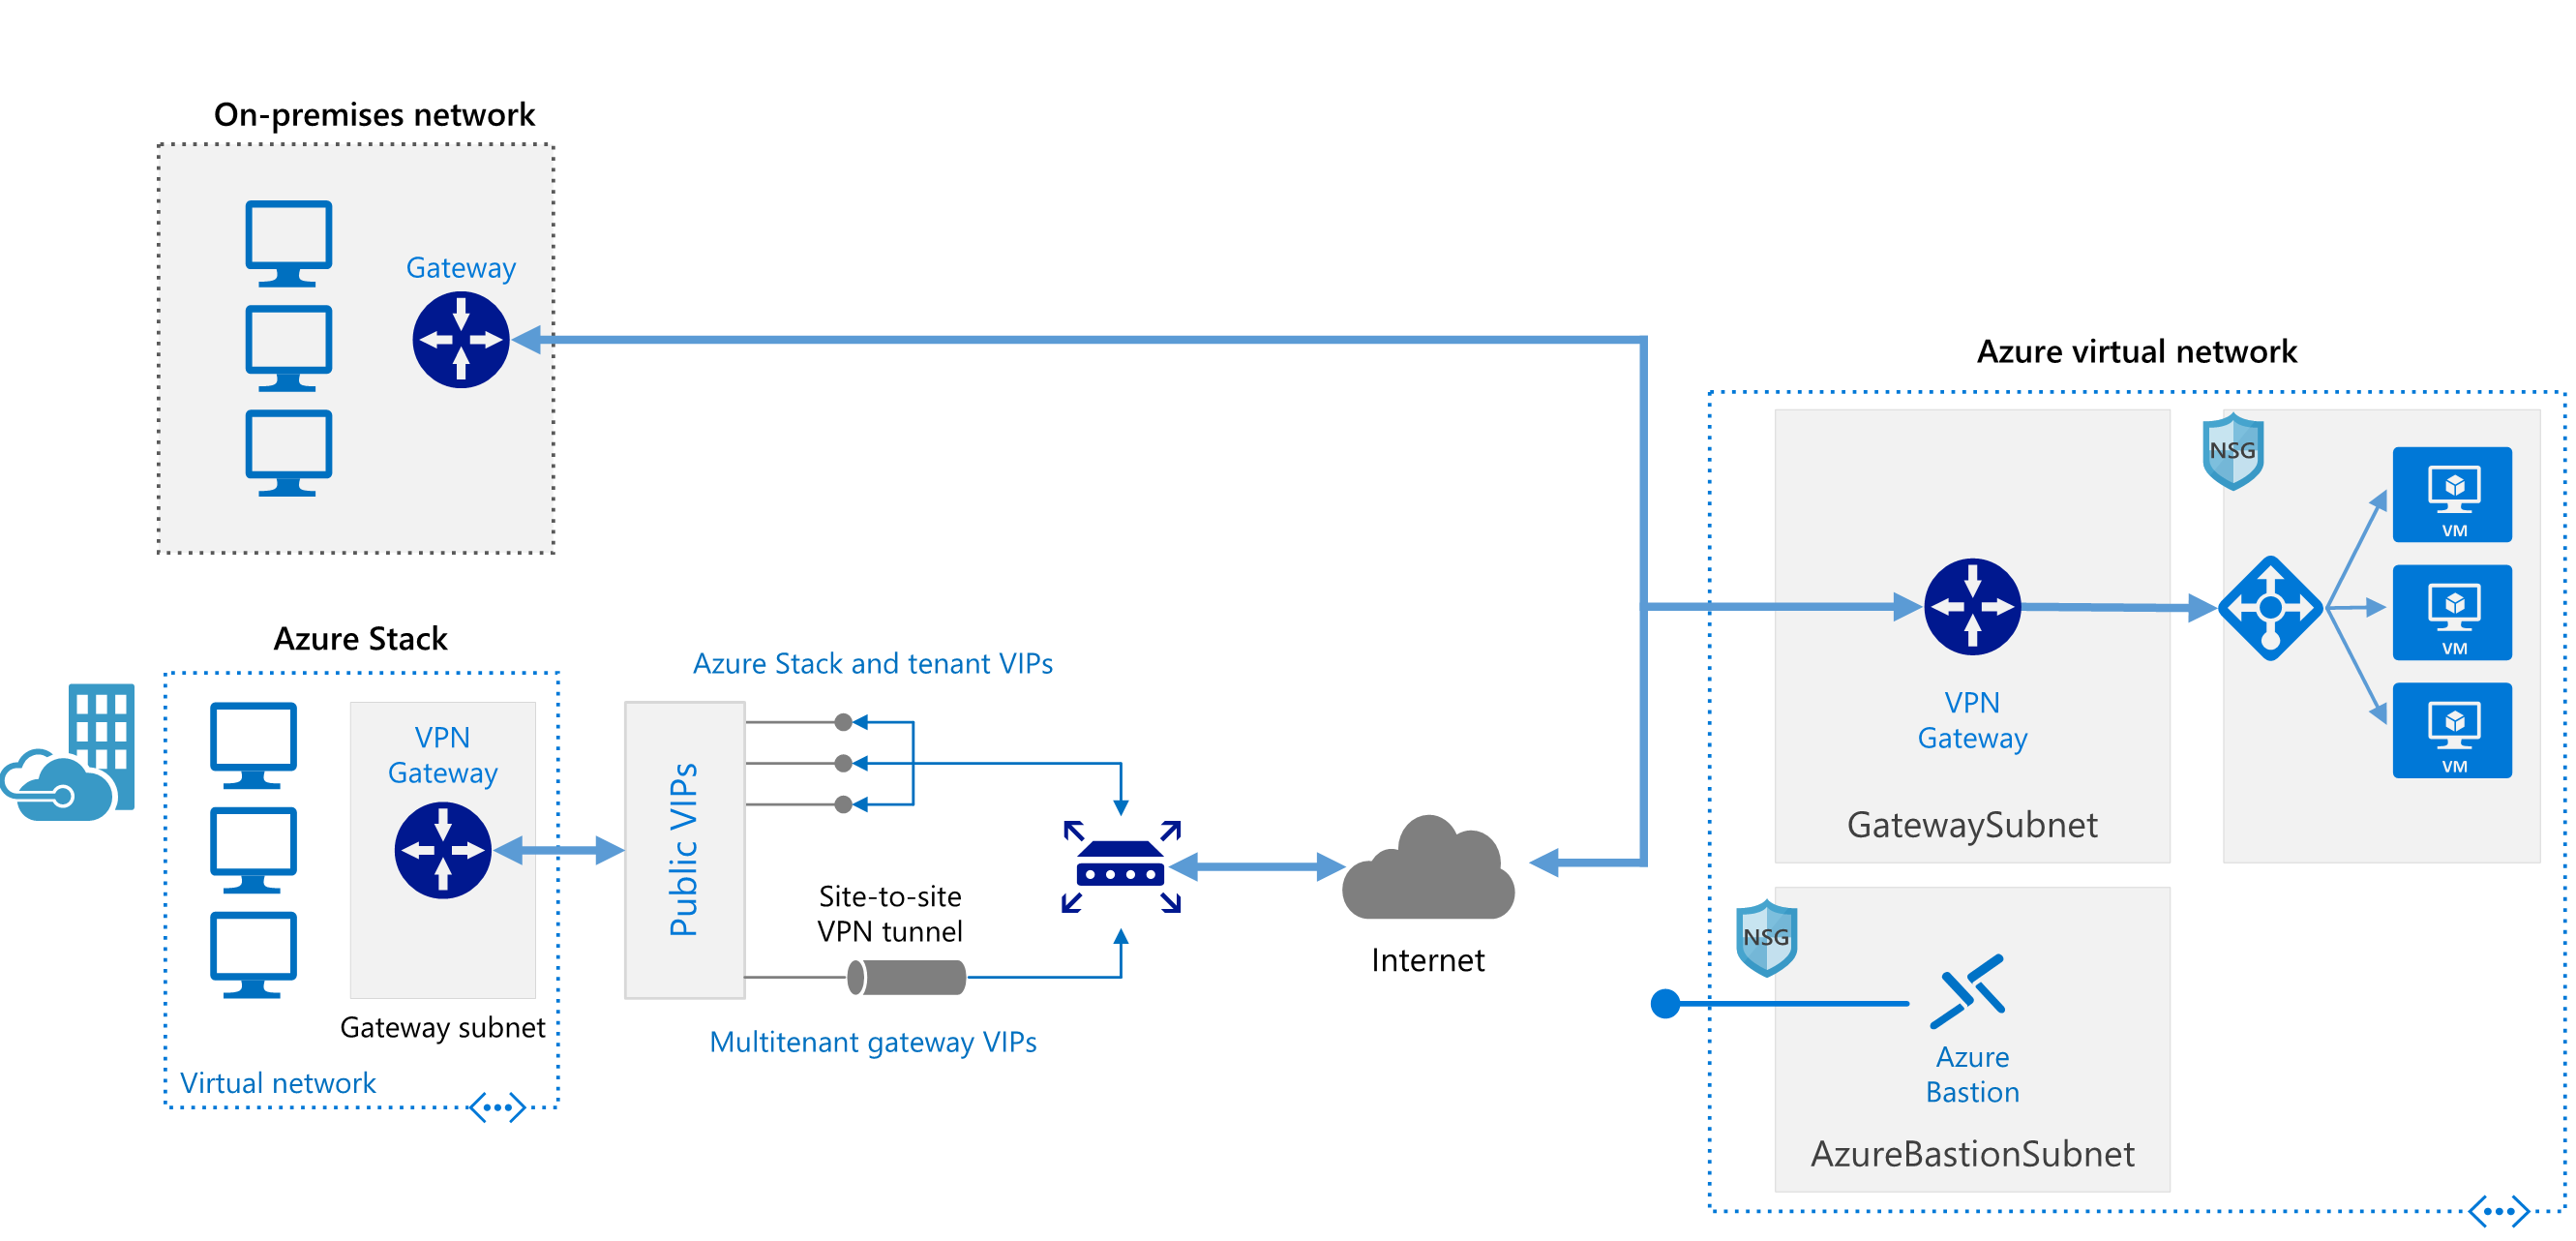 On-premises network
Gateway
Azure virtual network
NSG
VM
VM
VM
VPN
Gateway
GatewaySubnet
NSG
Azure
Bastion
AzureBastionSubnet
Azure Stack
VPN
Gateway
Gateway subnet
Virtual network
Azure Stack and tenant VIPs
Public VIPs
Site-to-site
VPN tunnel
Multitenant gateway VIPs
Internet